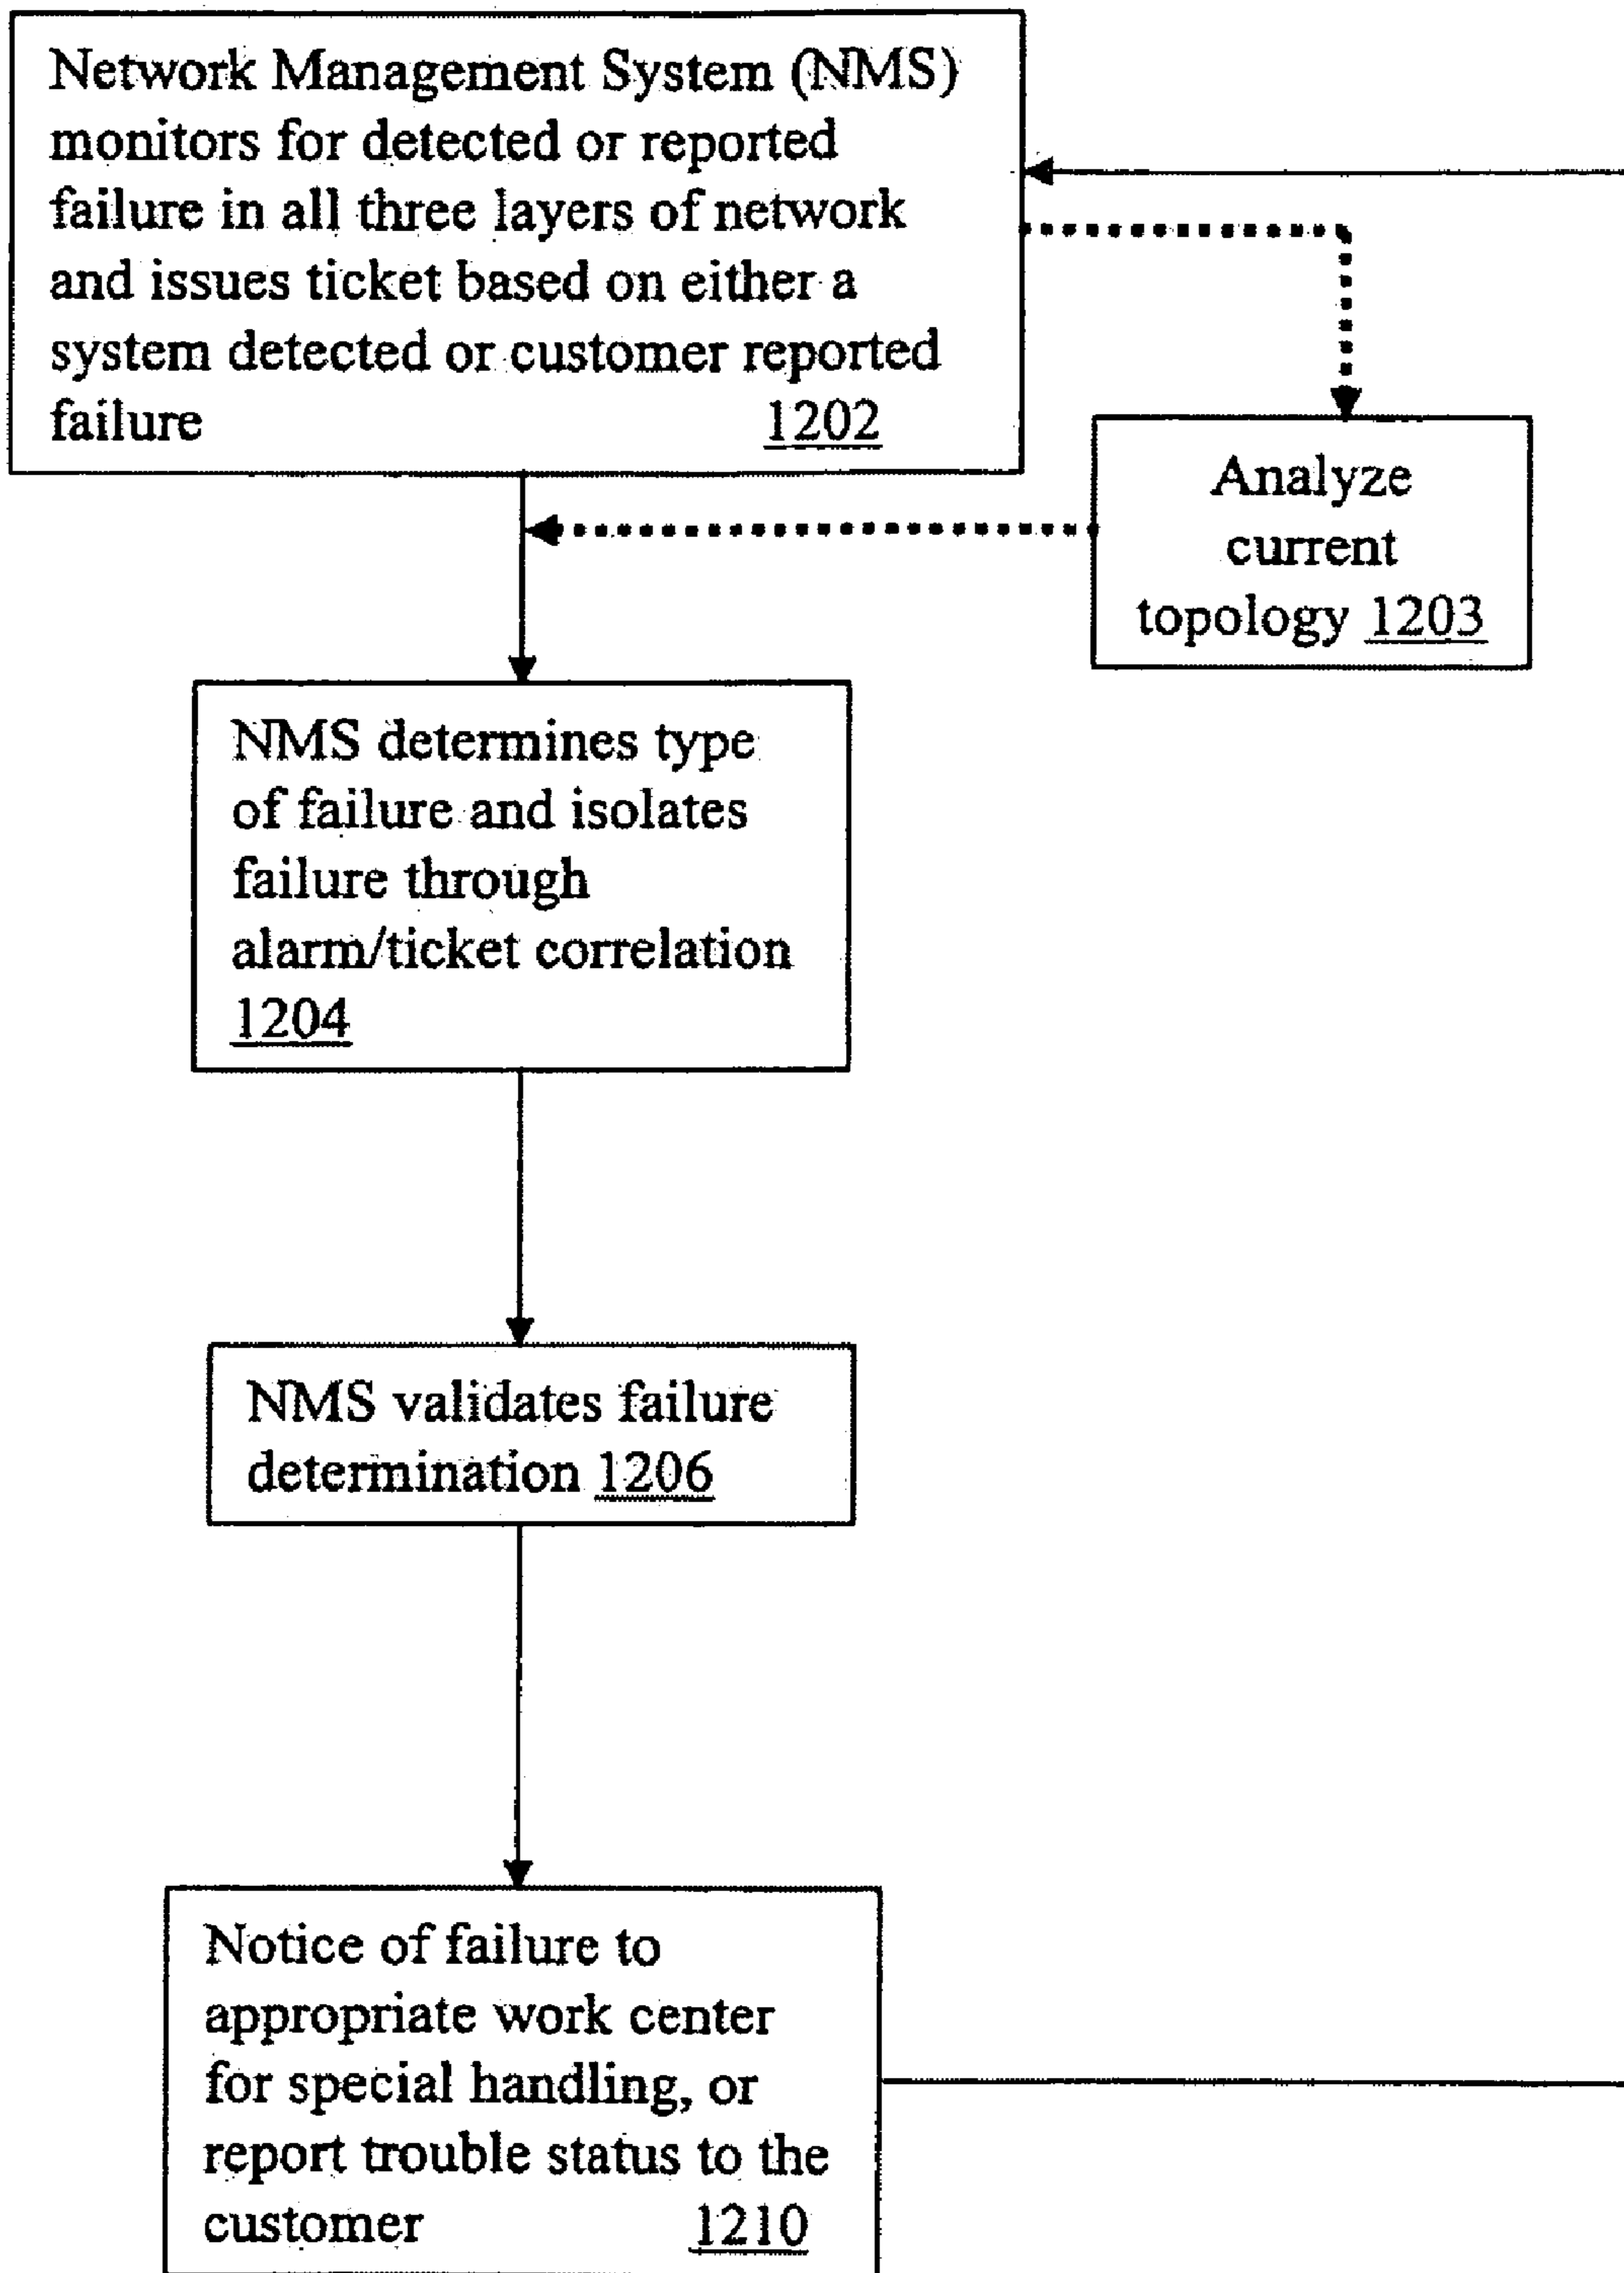 Network Management System (NMS)
monitors for detected or reported
failure in all three layers of network
and issues ticket based on either a
system detected or customer reported
failure 1202
Analyze
current
topology 1203
NMS determines type
of failure and isolates
failure through
alarm/ticket correlation
1204
NMS validates failure
determination 1206
Notice of failure to
appropriate work center
for special handling, or
report trouble status to the
customer 1210